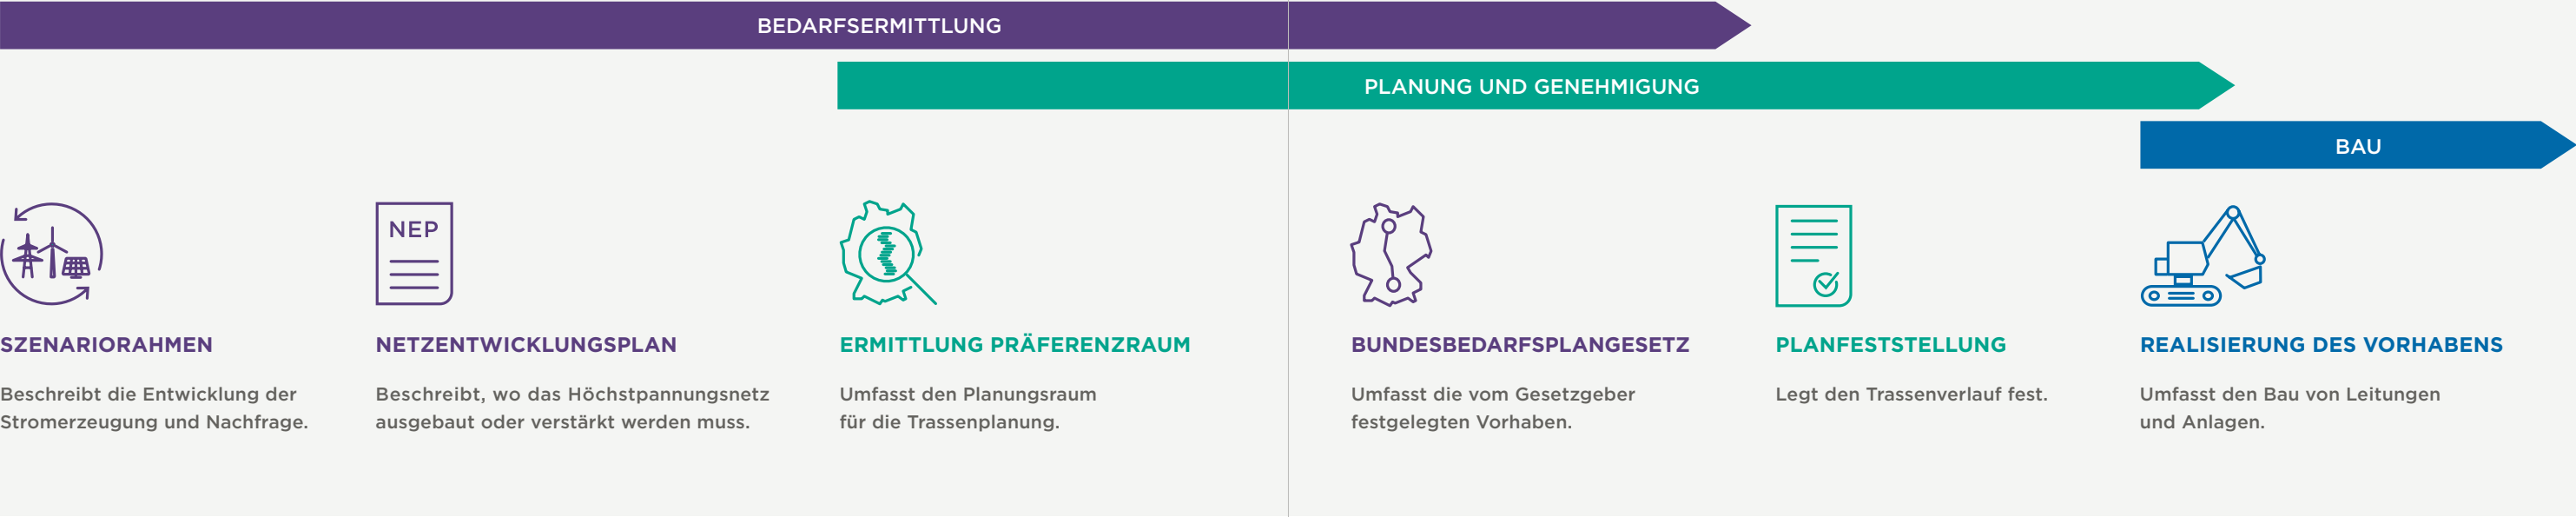 BEDARFSERMITTLUNG
PLANUNG UND GENEHMIGUNG
BAU
NEP
SZENARIORAHMEN
Beschreibt die Entwicklung der
Stromerzeugung und Nachfrage.
NETZENTWICKLUNGSPLAN
Beschreibt, wo das Höchstpannungsnetz
ausgebaut oder verstärkt werden muss.
ERMITTLUNG PRÄFERENZRAUM
Umfasst den Planungsraum
für die Trassenplanung.
BUNDESBEDARFSPLANGESETZ
Umfasst die vom Gesetzgeber
festgelegten Vorhaben.
PLANFESTSTELLUNG
Legt den Trassenverlauf fest.
REALISIERUNG DES VORHABENS
Umfasst den Bau von Leitungen
und Anlagen.